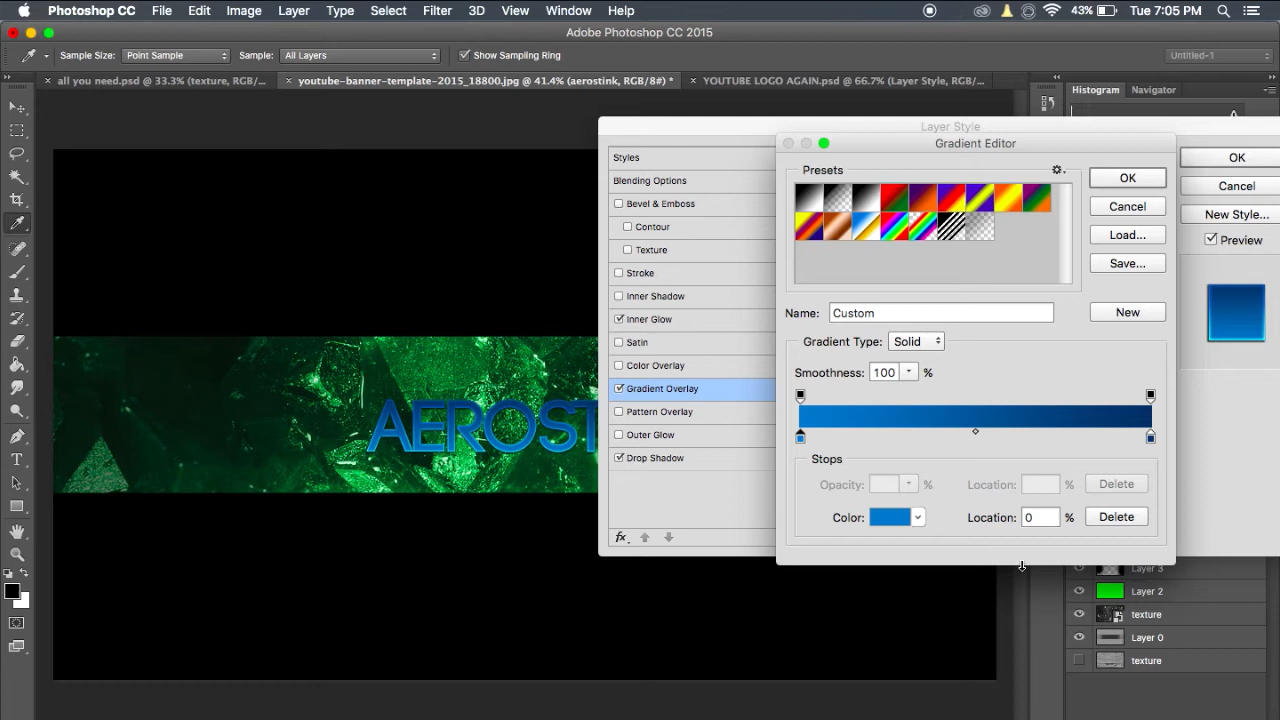 Photoshop CC File Edit Image Layer Type Select Filter 3D View Window Help 43% Tue 7:05 PM
Adobe Photoshop CC 2015
Sample Size: Point Sample Sample: All Layers Show Sampling Ring Untitled-1
all you need.psd @ 33.3% (texture, RGB/... youtube-banner-template-2015_18800.jpg @ 41.4% (aerostink, RGB/8#) * YOUTUBE LOGO AGAIN.psd @ 66.7% (Layer Style, RGB/...
Histogram Navigator
Layer Style
Gradient Editor
Styles
Blending Options
Bevel & Emboss
Contour
Texture
Stroke
Inner Shadow
Inner Glow
Satin
Color Overlay
Gradient Overlay
Pattern Overlay
Outer Glow
Drop Shadow
fx
Presets
OK
Cancel
Load...
Save...
Name: Custom New
Gradient Type: Solid
Smoothness: 100 %
Stops
Opacity: % Location: % Delete
Color: Location: 0 % Delete
OK
Cancel
New Style...
Preview
AEROST
Layer 3
Layer 2
texture
Layer 0
texture